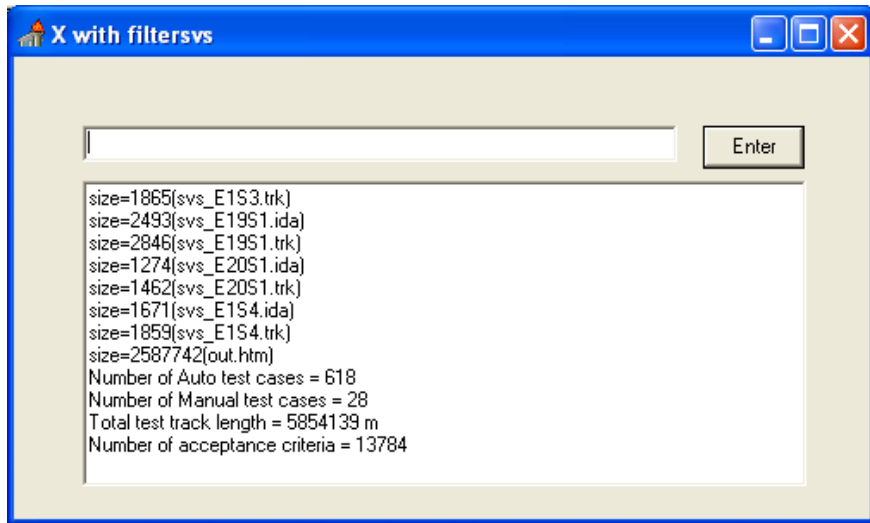 X with filtersvs
Enter
size=1865(svs_E1S3.trk)
size=2493(svs_E19S1.ida)
size=2846(svs_E19S1.trk)
size=1274(svs_E20S1.ida)
size=1462(svs_E20S1.trk)
size=1671(svs_E1S4.ida)
size=1859(svs_E1S4.trk)
size=2587742(out.htm)
Number of Auto test cases = 618
Number of Manual test cases = 28
Total test track length = 5854139 m
Number of acceptance criteria = 13784